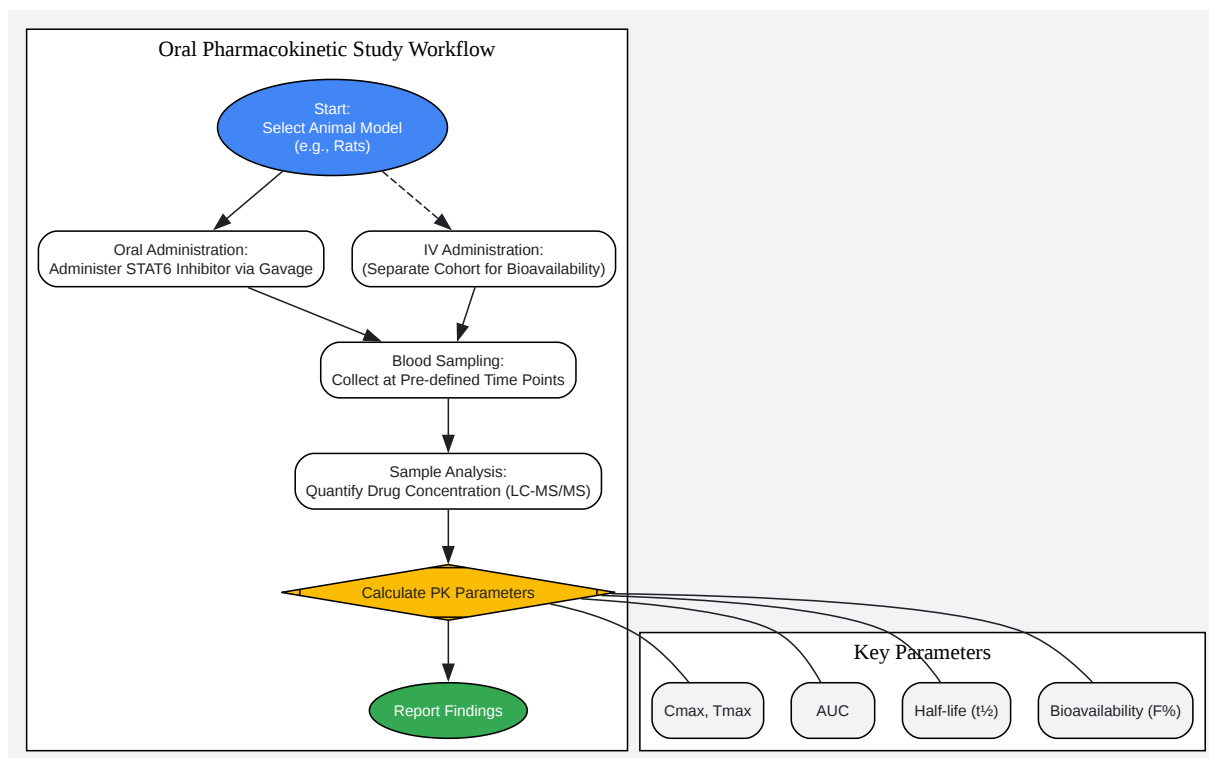 Oral Pharmacokinetic Study Workflow
Start:
Select Animal Model
(e.g., Rats)
Oral Administration:
Administer STAT6 Inhibitor via Gavage
IV Administration:
(Separate Cohort for Bioavailability)
Blood Sampling:
Collect at Pre-defined Time Points
Sample Analysis:
Quantify Drug Concentration (LC-MS/MS)
Calculate PK Parameters
Report Findings
Key Parameters
Cmax, Tmax
AUC
Half-life (t½)
Bioavailability (F%)